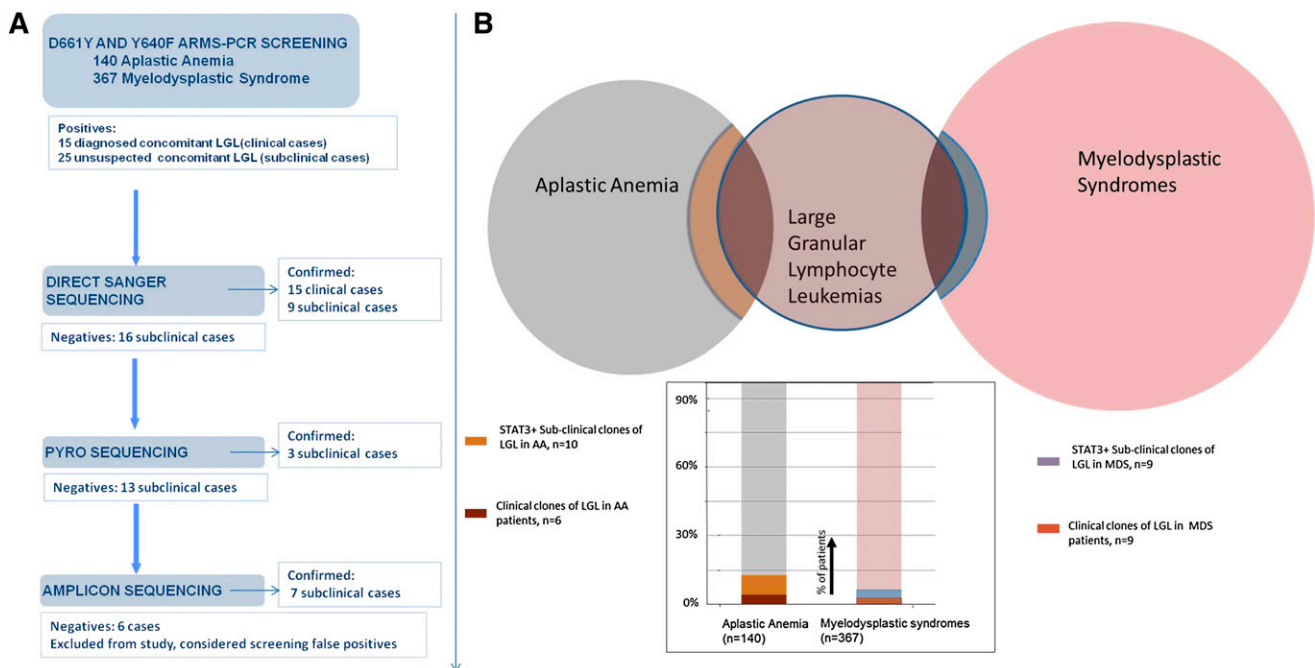 A
D661Y AND Y640F ARMS-PCR SCREENING
140 Aplastic Anemia
367 Myelodysplastic Syndrome
Positives:
15 diagnosed concomitant LGL(clinical cases)
25 unsuspected concomitant LGL (subclinical cases)
DIRECT SANGER
SEQUENCING
Confirmed:
15 clinical cases
9 subclinical cases
Negatives: 16 subclinical cases
PYRO SEQUENCING
Confirmed:
3 subclinical cases
Negatives: 13 subclinical cases
AMPLICON SEQUENCING
Confirmed:
7 subclinical cases
Negatives: 6 cases
Excluded from study, considered screening false positives
B
Aplastic Anemia
Large
Granular
Lymphocyte
Leukemias
Myelodysplastic
Syndromes
STAT3+ Sub-clinical clones of
LGL in AA, n=10
Clinical clones of LGL in AA
patients, n=6
90%
60%
30%
0%
% of patients
Aplastic Anemia
(n=140)
Myelodysplastic syndromes
(n=367)
STAT3+ Sub-clinical clones of
LGL in MDS, n=9
Clinical clones of LGL in MDS
patients, n=9